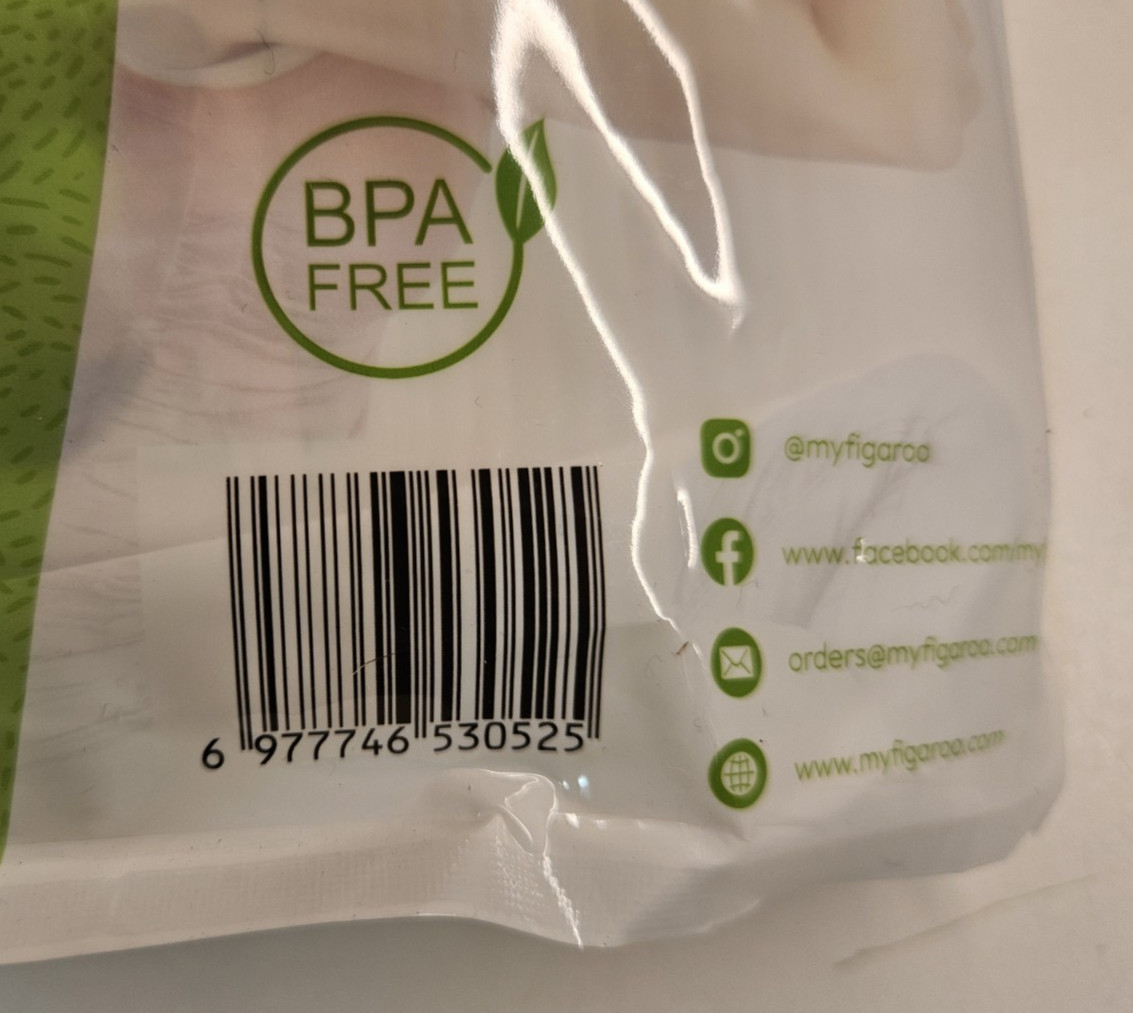 BPA
FREE
@myfigaroo
www.facebook.com/my
orders@myfigaroo.com
www.myfigaroo.com
6 977746 530525